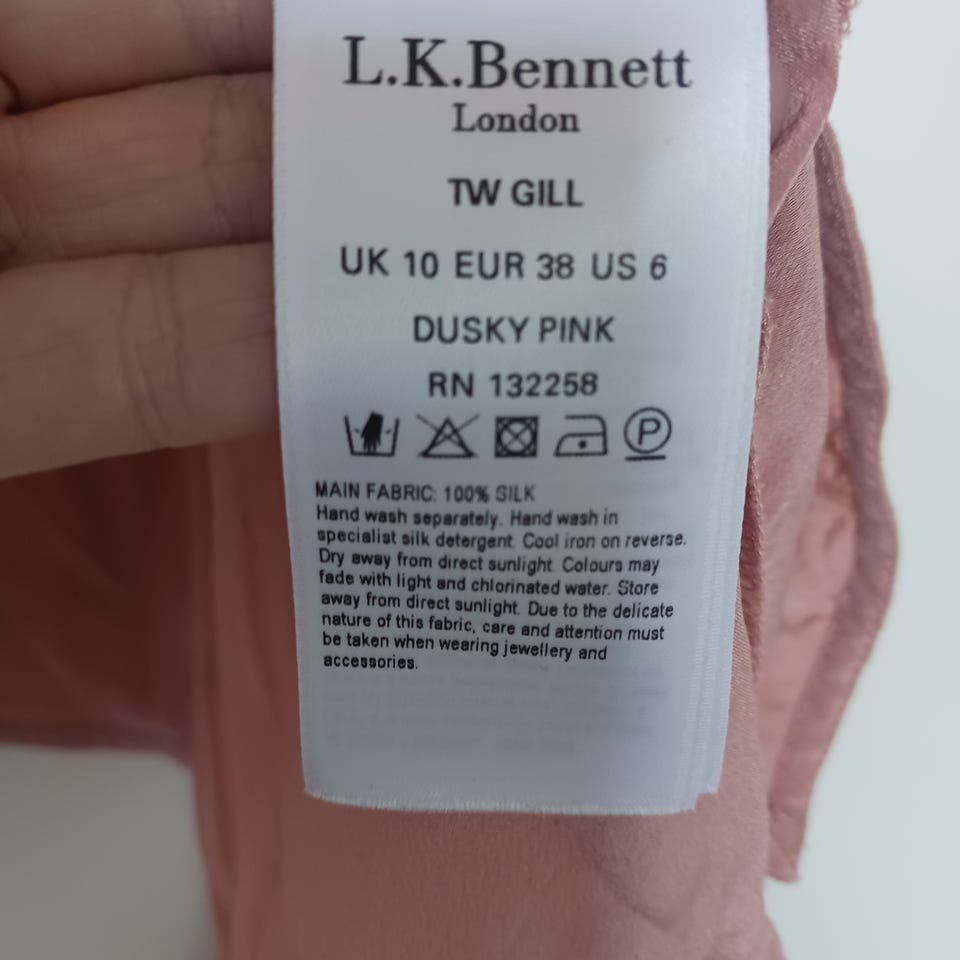 L.K.Bennett
London
TW GILL
UK 10 EUR 38 US 6
DUSKY PINK
RN 132258
P
MAIN FABRIC: 100% SILK
Hand wash separately. Hand wash in
specialist silk detergent. Cool iron on reverse.
Dry away from direct sunlight. Colours may
fade with light and chlorinated water. Store
away from direct sunlight. Due to the delicate
nature of this fabric, care and attention must
be taken when wearing jewellery and
accessories.